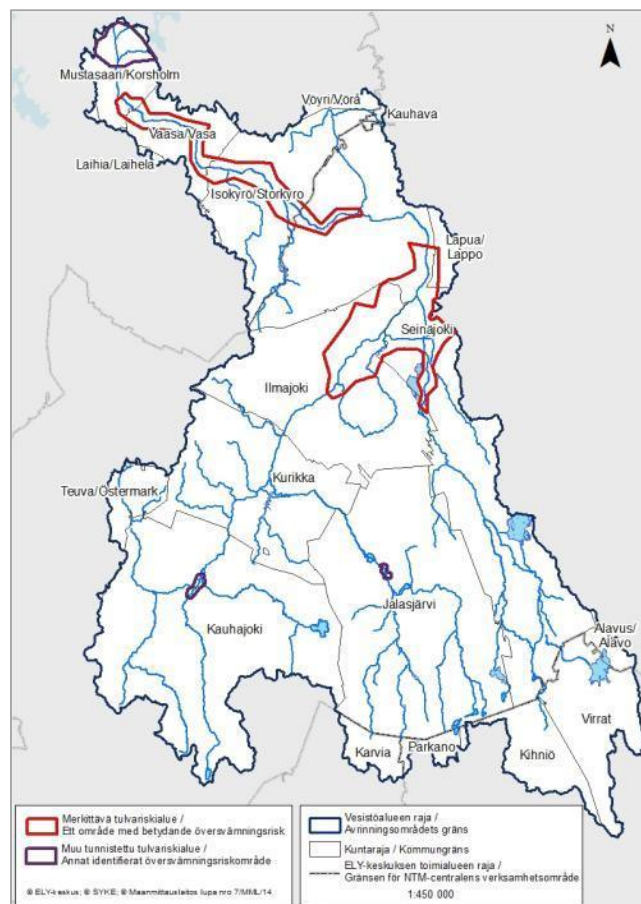 N
Mustasaari/Korsholm
Vöyri/Vörå
Kauhava
Vaasa/Vasa
Laihia/Laihela
Isokyrö/Storkyro
Lapua/
Lappo
Seinäjoki
Ilmajoki
Kurikka
Teuva/Östermark
Jalasjärvi
Kauhajoki
Alavus/
Alavo
Virrat
Karvia
Parkano
Kihniö
Merkittävä tulvariskialue /
Ett område med betydande översvämningsrisk
Muu tunnistettu tulvariskialue /
Annat identifierat översvämningsriskområde
© ELY-keskus; © SYKE; © Maanmittauslaitos lupa nro 7/MML/14
Vesistöalueen raja /
Avrinningsområdets gräns
Kuntaraja / Kommungräns
ELY-keskuksen toimialueen raja /
Gränsen för NTM-centralens verksamhetsområde
1:450 000